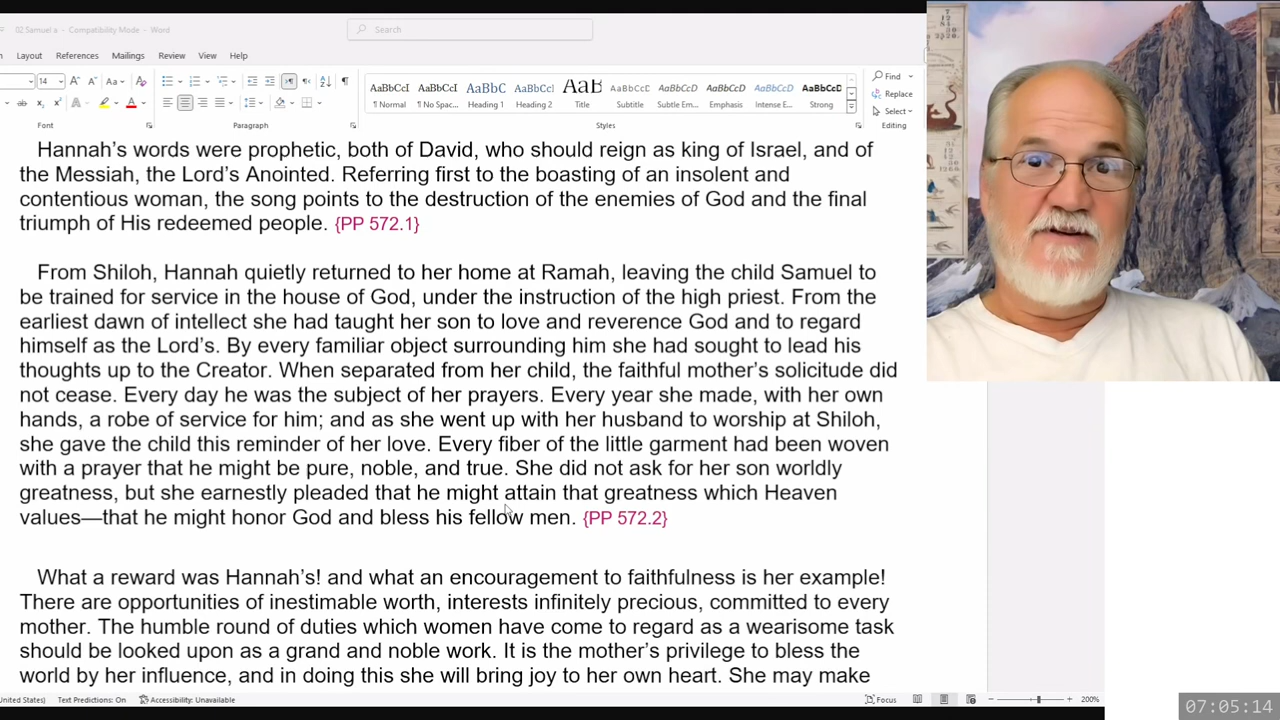 02 Samuel a - Compatibility Mode - Word
Search
Layout References Mailings Review View Help
14
Aa
Find
Replace
Select
AaBbCcI AaBbCcI AaBbC AaBbCcI AaB AaBbCcD AaBbCcD AaBbCcD AaBbCcD AaBbCcD
¶ Normal ¶ No Spac... Heading 1 Heading 2 Title Subtitle Subtle Em... Emphasis Intense E... Strong
Font Paragraph Styles Editing
Hannah’s words were prophetic, both of David, who should reign as king of Israel, and of
the Messiah, the Lord’s Anointed. Referring first to the boasting of an insolent and
contentious woman, the song points to the destruction of the enemies of God and the final
triumph of His redeemed people. {PP 572.1}
From Shiloh, Hannah quietly returned to her home at Ramah, leaving the child Samuel to
be trained for service in the house of God, under the instruction of the high priest. From the
earliest dawn of intellect she had taught her son to love and reverence God and to regard
himself as the Lord’s. By every familiar object surrounding him she had sought to lead his
thoughts up to the Creator. When separated from her child, the faithful mother’s solicitude did
not cease. Every day he was the subject of her prayers. Every year she made, with her own
hands, a robe of service for him; and as she went up with her husband to worship at Shiloh,
she gave the child this reminder of her love. Every fiber of the little garment had been woven
with a prayer that he might be pure, noble, and true. She did not ask for her son worldly
greatness, but she earnestly pleaded that he might attain that greatness which Heaven
values—that he might honor God and bless his fellow men. {PP 572.2}
What a reward was Hannah’s! and what an encouragement to faithfulness is her example!
There are opportunities of inestimable worth, interests infinitely precious, committed to every
mother. The humble round of duties which women have come to regard as a wearisome task
should be looked upon as a grand and noble work. It is the mother’s privilege to bless the
world by her influence, and in doing this she will bring joy to her own heart. She may make
United States) Text Predictions: On Accessibility: Unavailable Focus 200%
07:05:14